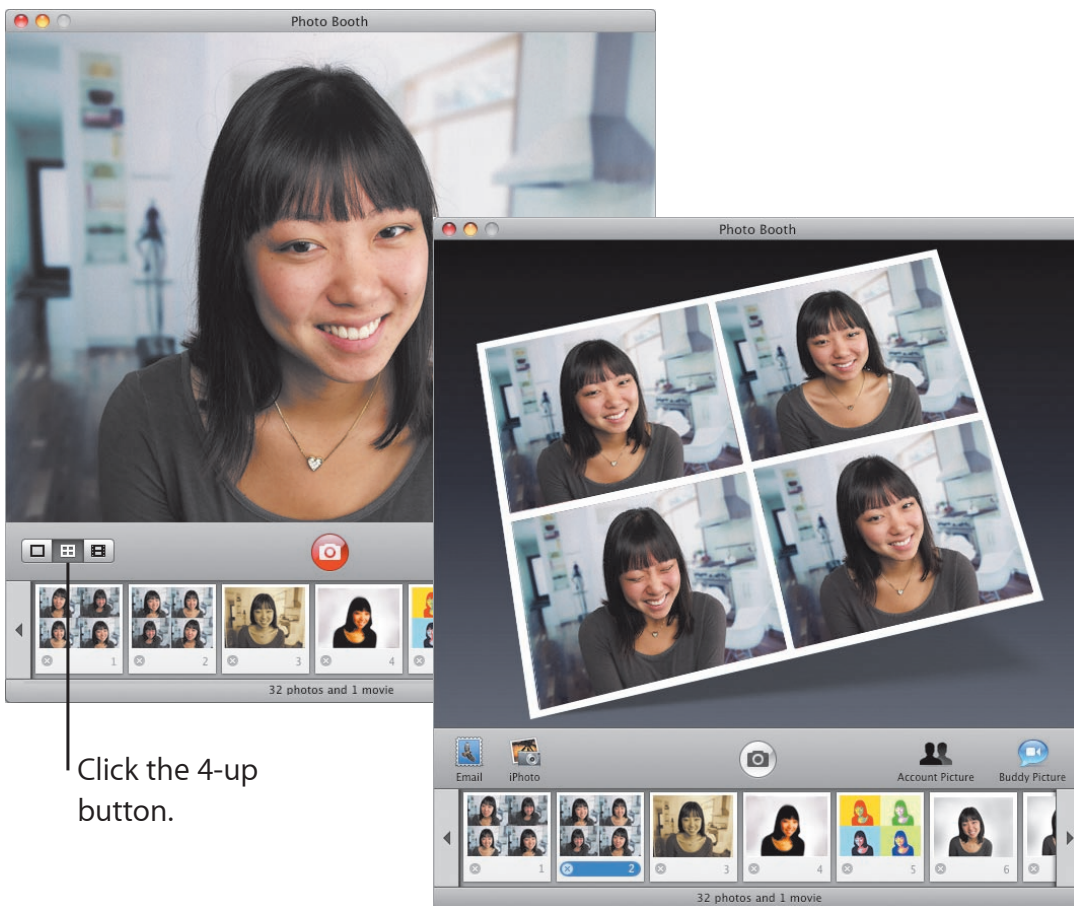 Photo Booth
1
2
3
4
32 photos and 1 movie
Click the 4-up
button.
Photo Booth
Email
iPhoto
Account Picture
Buddy Picture
1
2
3
4
5
6
32 photos and 1 movie